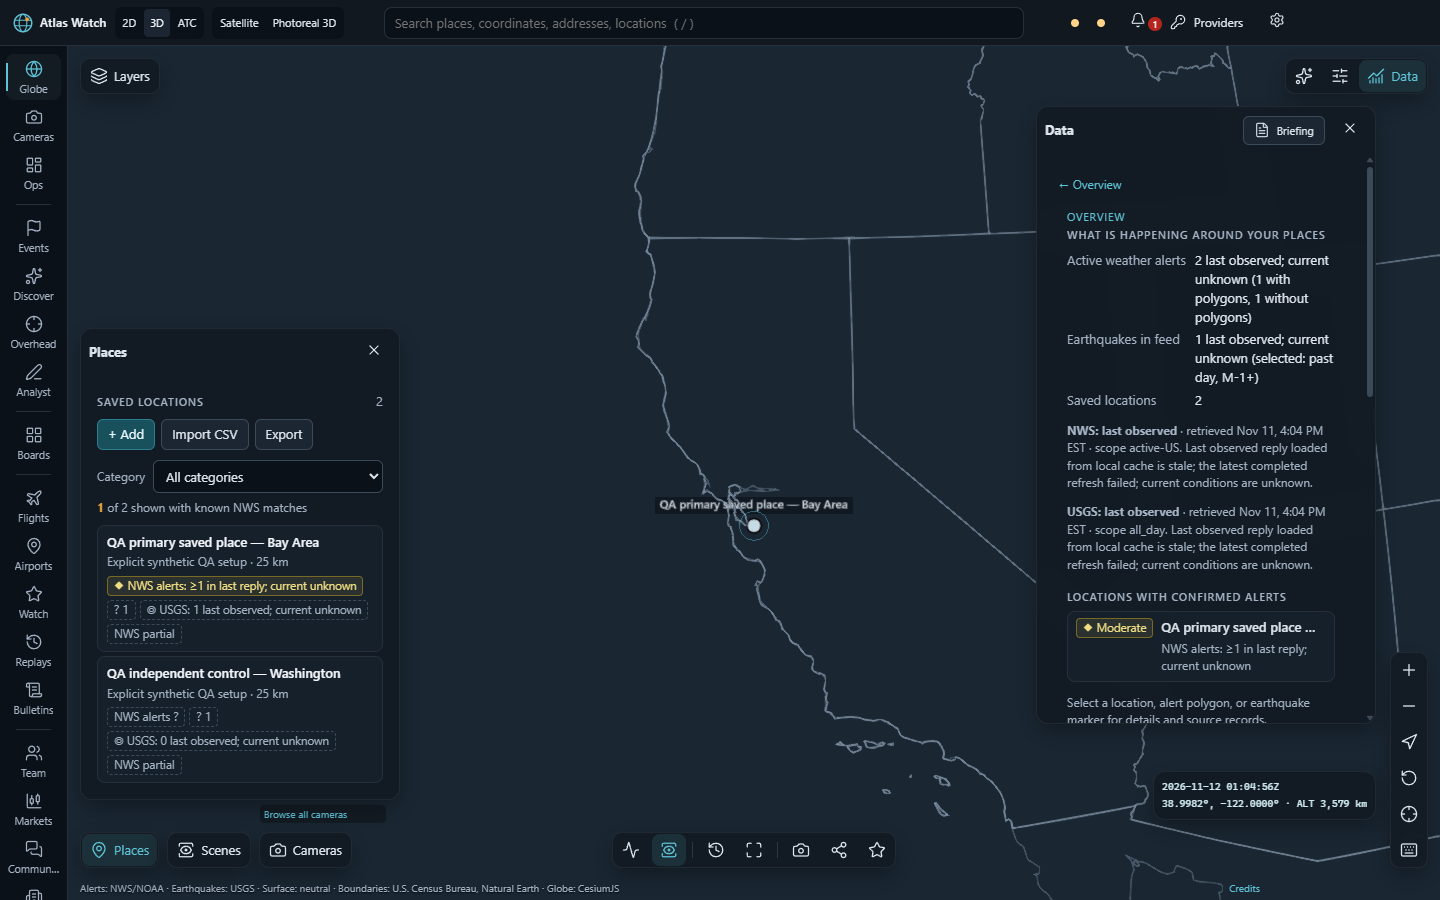 Atlas Watch
2D
3D
ATC
Satellite
Photoreal 3D
Search places, coordinates, addresses, locations ( / )
1
Providers
Globe
Cameras
Ops
Events
Discover
Overhead
Analyst
Boards
Flights
Airports
Watch
Replays
Bulletins
Team
Markets
Commun...
Layers
Data
Places
SAVED LOCATIONS
2
+ Add
Import CSV
Export
Category
All categories
1 of 2 shown with known NWS matches
QA primary saved place — Bay Area
Explicit synthetic QA setup · 25 km
◆ NWS alerts: ≥1 in last reply; current unknown
? 1
◎ USGS: 1 last observed; current unknown
NWS partial
QA independent control — Washington
Explicit synthetic QA setup · 25 km
NWS alerts ?
? 1
◎ USGS: 0 last observed; current unknown
NWS partial
Browse all cameras
Places
Scenes
Cameras
QA primary saved place — Bay Area
Data
Briefing
← Overview
OVERVIEW
WHAT IS HAPPENING AROUND YOUR PLACES
Active weather alerts
2 last observed; current
unknown (1 with
polygons, 1 without
polygons)
Earthquakes in feed
1 last observed; current
unknown (selected: past
day, M-1+)
Saved locations
2
NWS: last observed · retrieved Nov 11, 4:04 PM
EST · scope active-US. Last observed reply loaded
from local cache is stale; the latest completed
refresh failed; current conditions are unknown.
USGS: last observed · retrieved Nov 11, 4:04 PM
EST · scope all_day. Last observed reply loaded
from local cache is stale; the latest completed
refresh failed; current conditions are unknown.
LOCATIONS WITH CONFIRMED ALERTS
◆ Moderate
QA primary saved place ...
NWS alerts: ≥1 in last reply;
current unknown
Select a location, alert polygon, or earthquake
marker for details and source records.
2026-11-12 01:04:56Z
38.9982°, -122.0000° · ALT 3,579 km
Alerts: NWS/NOAA · Earthquakes: USGS · Surface: neutral · Boundaries: U.S. Census Bureau, Natural Earth · Globe: CesiumJS
Credits